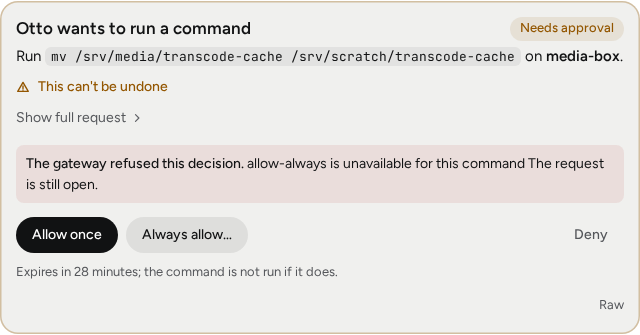 Otto wants to run a command
Needs approval
Run mv /srv/media/transcode-cache /srv/scratch/transcode-cache on media-box.
This can't be undone
Show full request
The gateway refused this decision. allow-always is unavailable for this command The request
is still open.
Allow once
Always allow...
Deny
Expires in 28 minutes; the command is not run if it does.
Raw